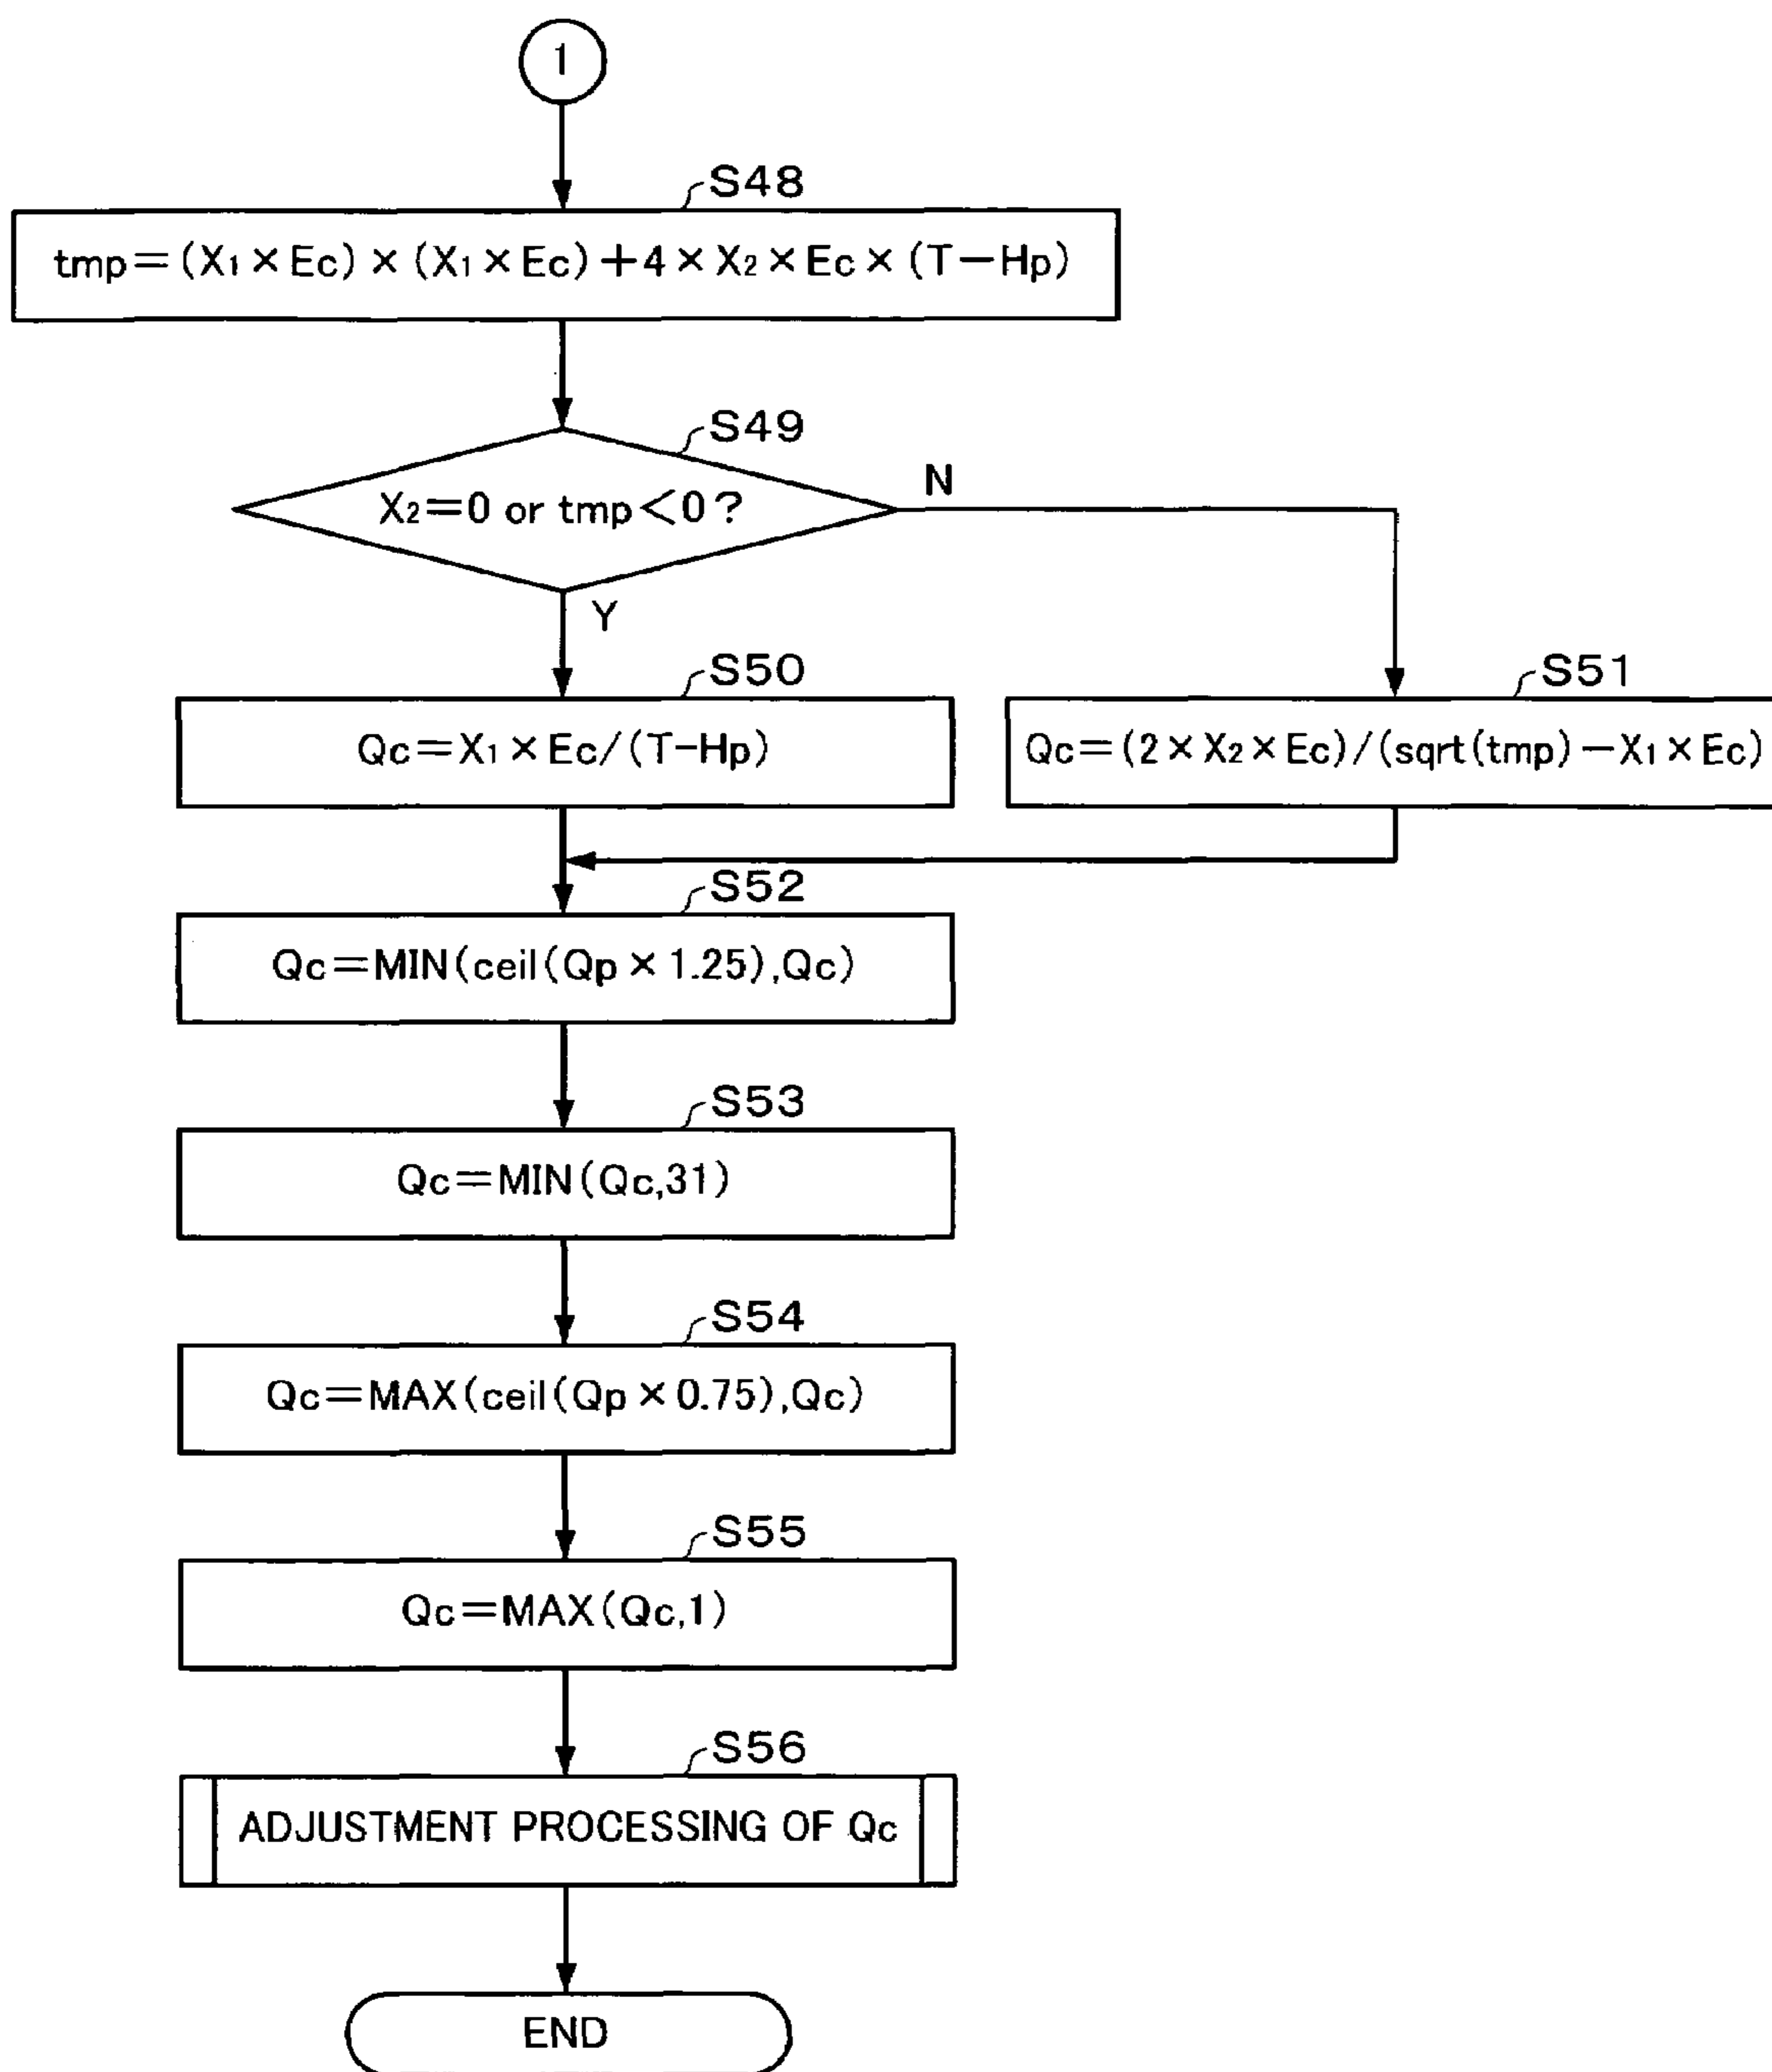 1
S48
tmp=(X₁×Ec)×(X₁×Ec)+4×X₂×Ec×(T−Hp)
S49
X₂=0 or tmp<0?
N
Y
S50
Qc=X₁×Ec/(T-Hp)
S51
Qc=(2×X₂×Ec)/(sqrt(tmp)−X₁×Ec)
S52
Qc=MIN(ceil(Qp×1.25),Qc)
S53
Qc=MIN(Qc,31)
S54
Qc=MAX(ceil(Qp×0.75),Qc)
S55
Qc=MAX(Qc,1)
S56
ADJUSTMENT PROCESSING OF Qc
END